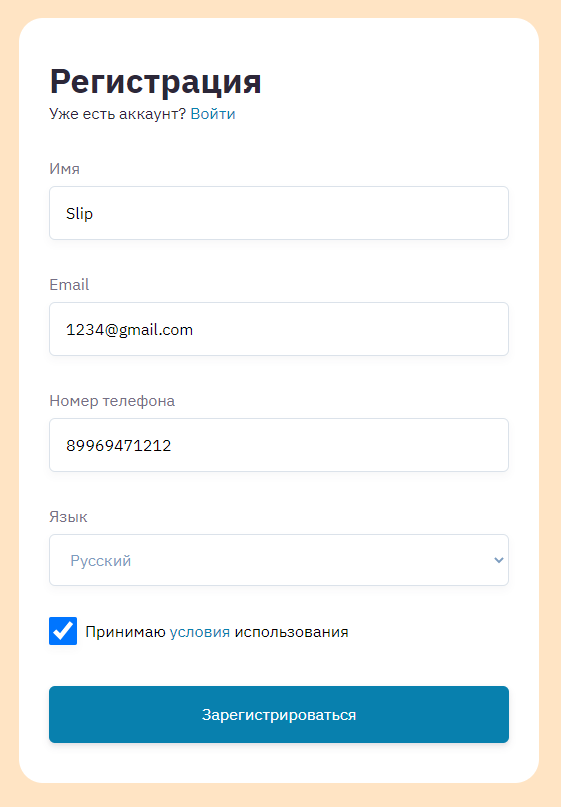 Регистрация
Уже есть аккаунт? Войти
Имя
Slip
Email
1234@gmail.com
Номер телефона
89969471212
Язык
Русский
Принимаю условия использования
Зарегистрироваться